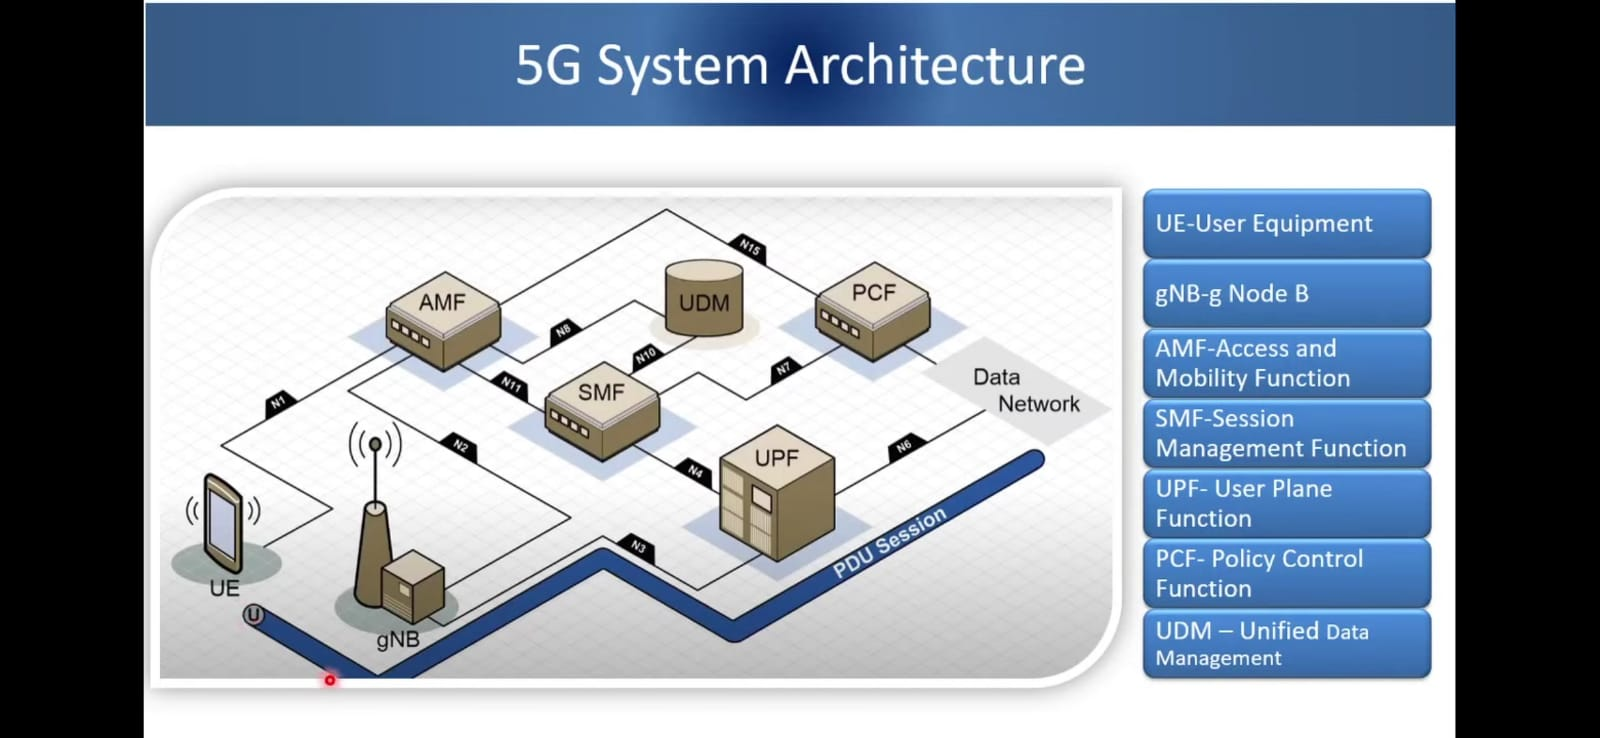 5G System Architecture
N15
AMF
UDM
PCF
N8
N10
N7
Data
Network
N11
SMF
N1
N2
N4
UPF
N6
UE
N3
PDU Session
U
gNB
UE-User Equipment
gNB-g Node B
AMF-Access and
Mobility Function
SMF-Session
Management Function
UPF- User Plane
Function
PCF- Policy Control
Function
UDM – Unified Data
Management